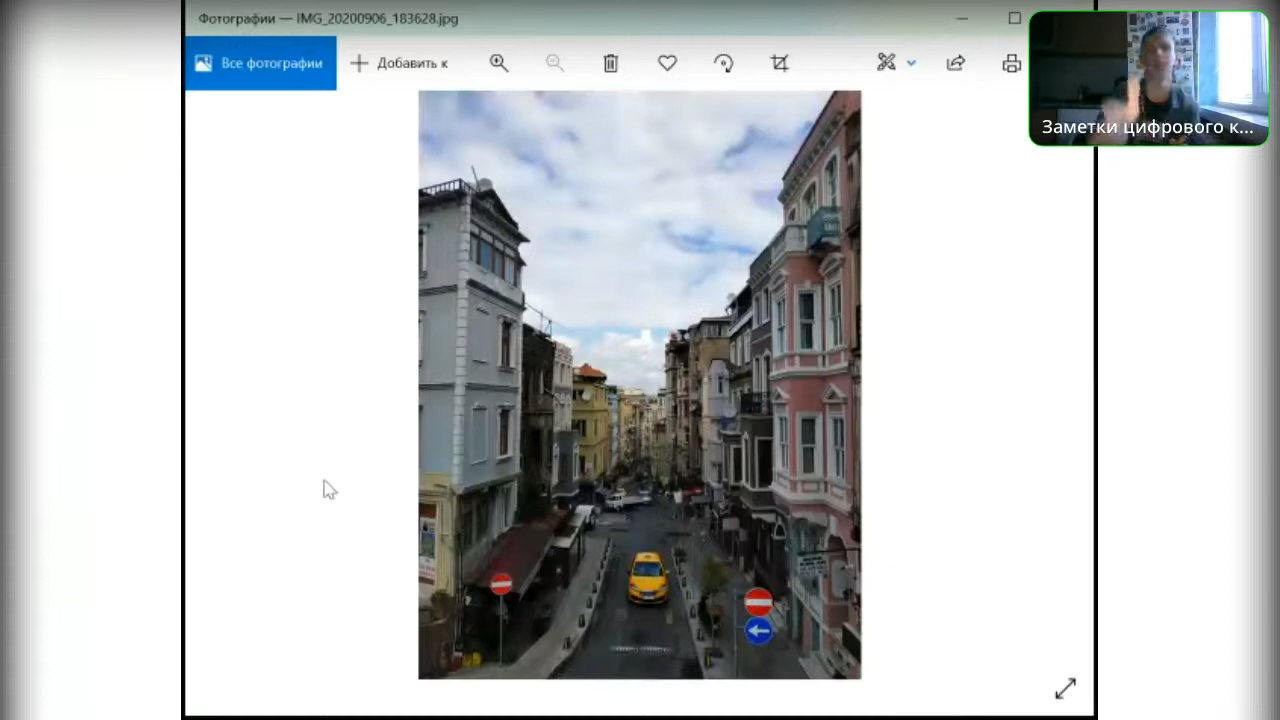 Фотографии — IMG_20200906_183628.jpg
Все фотографии
Добавить к
Заметки цифрового к...